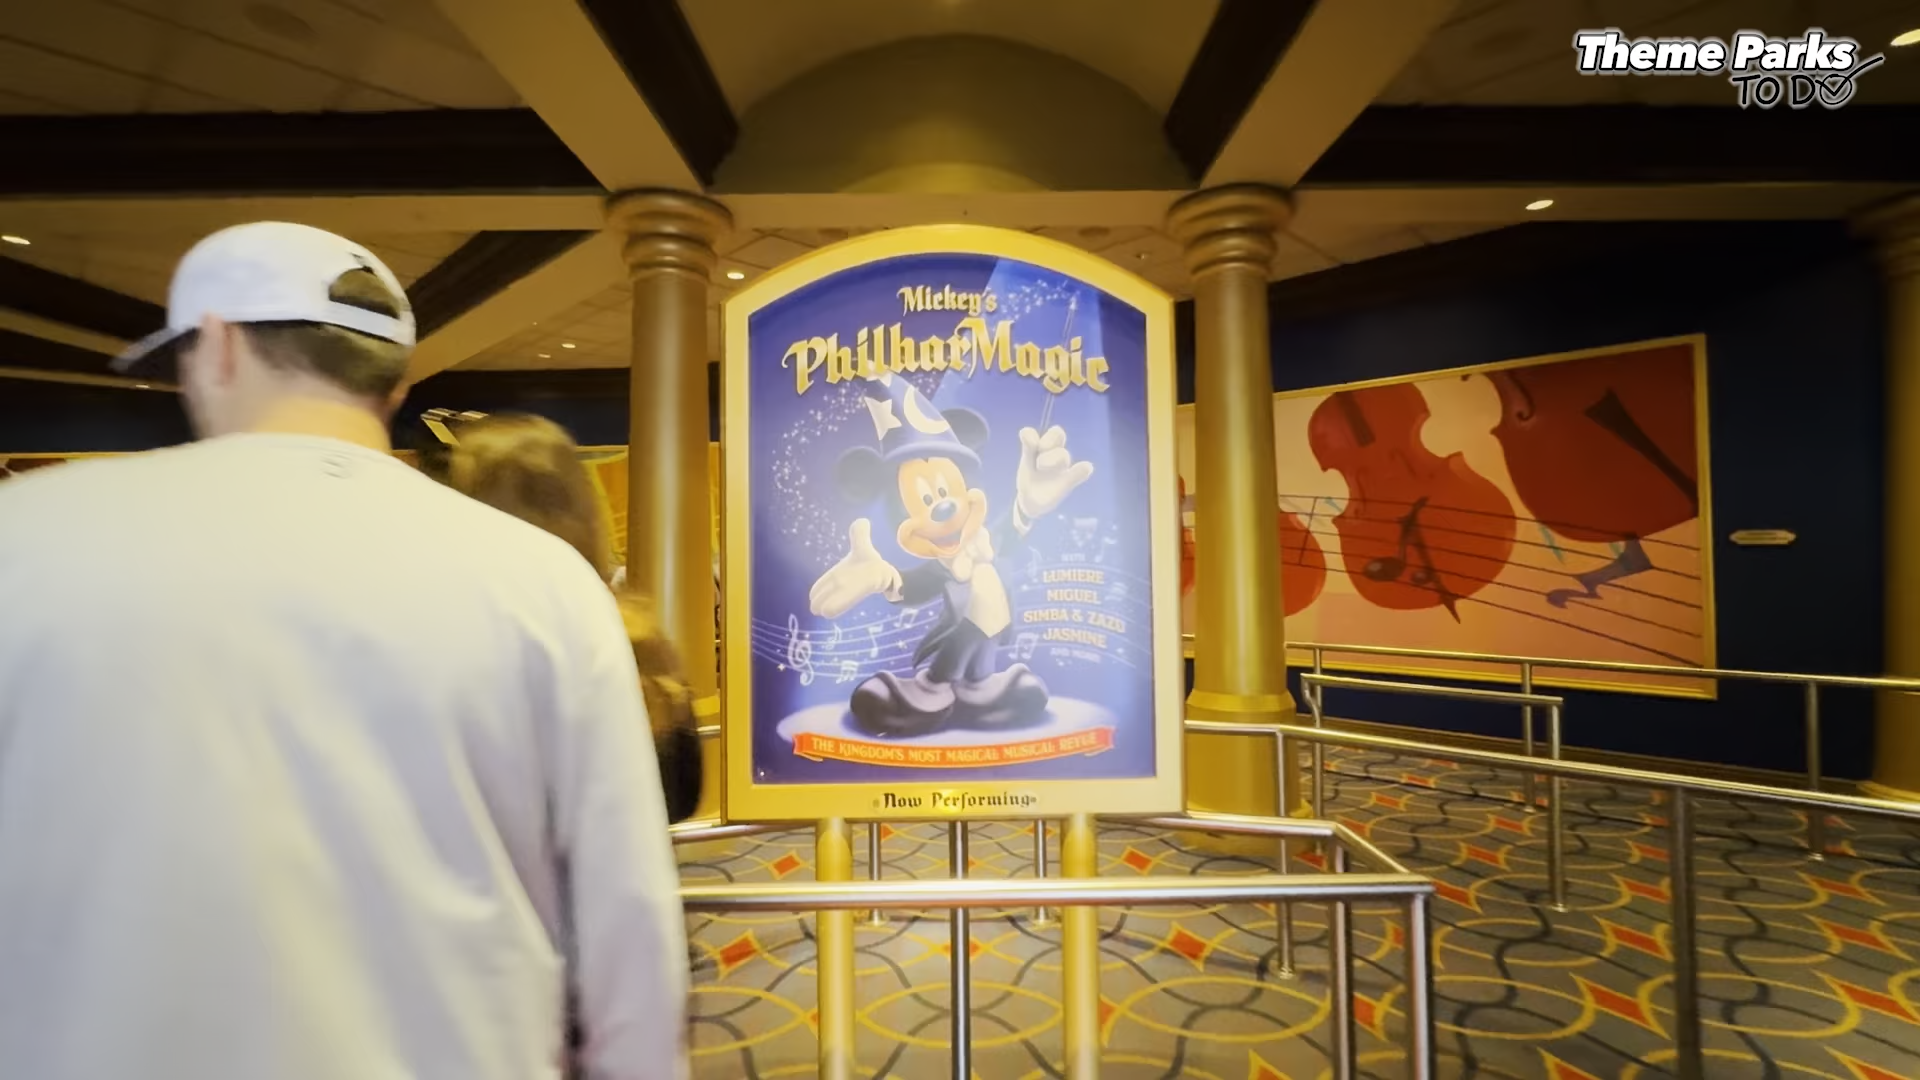 Theme Parks
TO DO
Mickey's
PhilharMagic
WITH
LUMIERE
MIGUEL
SIMBA & ZAZU
JASMINE
AND MORE
THE KINGDOM'S MOST MAGICAL MUSICAL REVUE
Now Performing